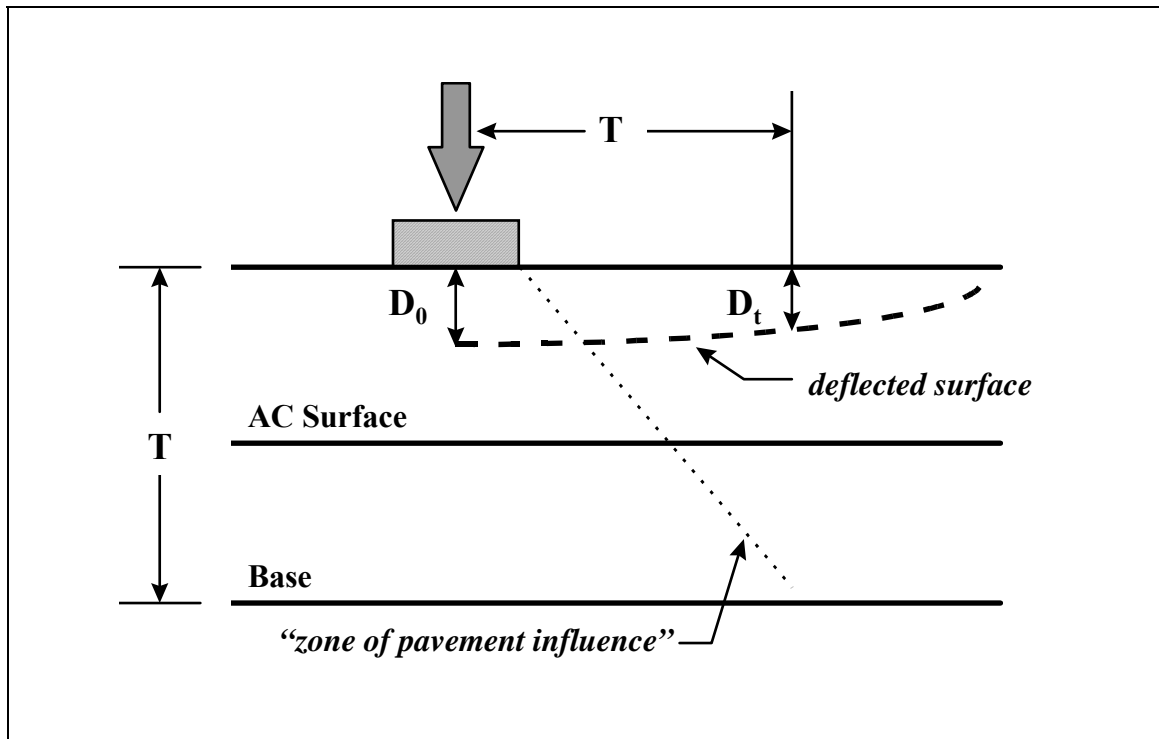 T
D₀
Dₜ
deflected surface
AC Surface
T
Base
“zone of pavement influence”